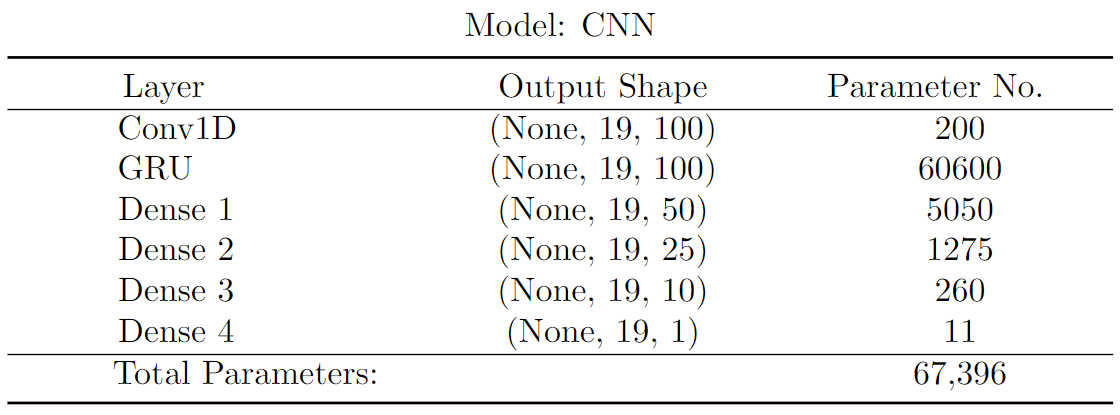 Model: CNN
Layer Output Shape Parameter No.
Conv1D (None, 19, 100) 200
GRU (None, 19, 100) 60600
Dense 1 (None, 19, 50) 5050
Dense 2 (None, 19, 25) 1275
Dense 3 (None, 19, 10) 260
Dense 4 (None, 19, 1) 11
Total Parameters: 67,396